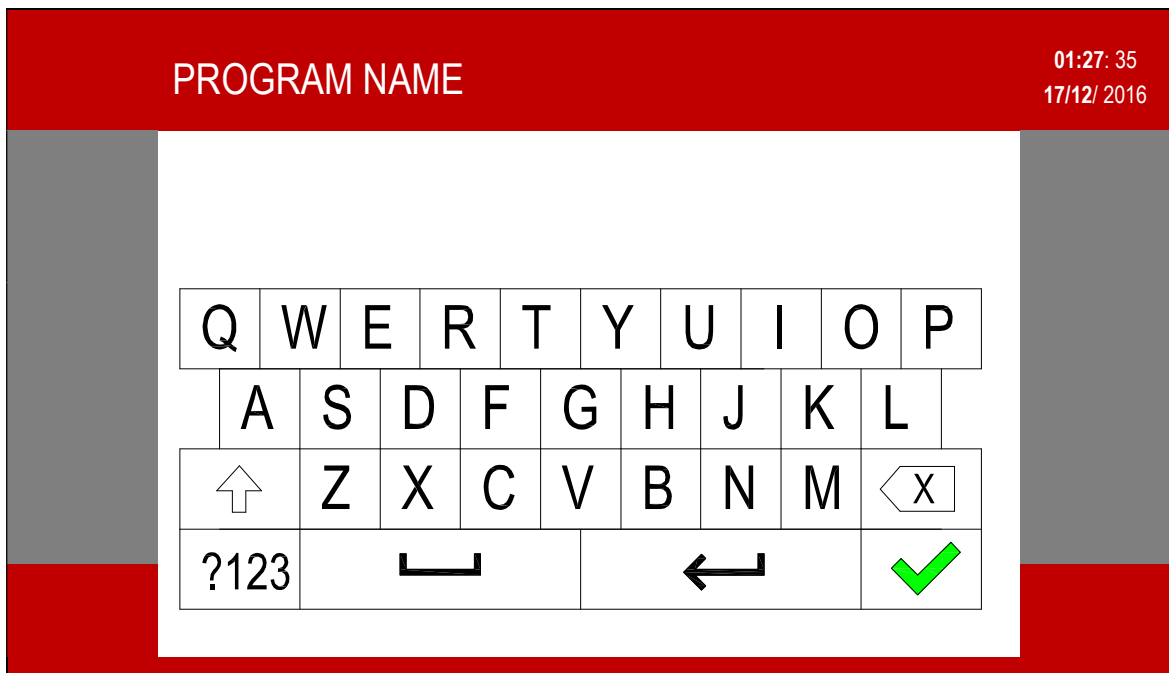 PROGRAM NAME
01:27: 35
17/12/ 2016
Q W E R T Y U I O P
A S D F G H J K L
Z X C V B N M X
?123